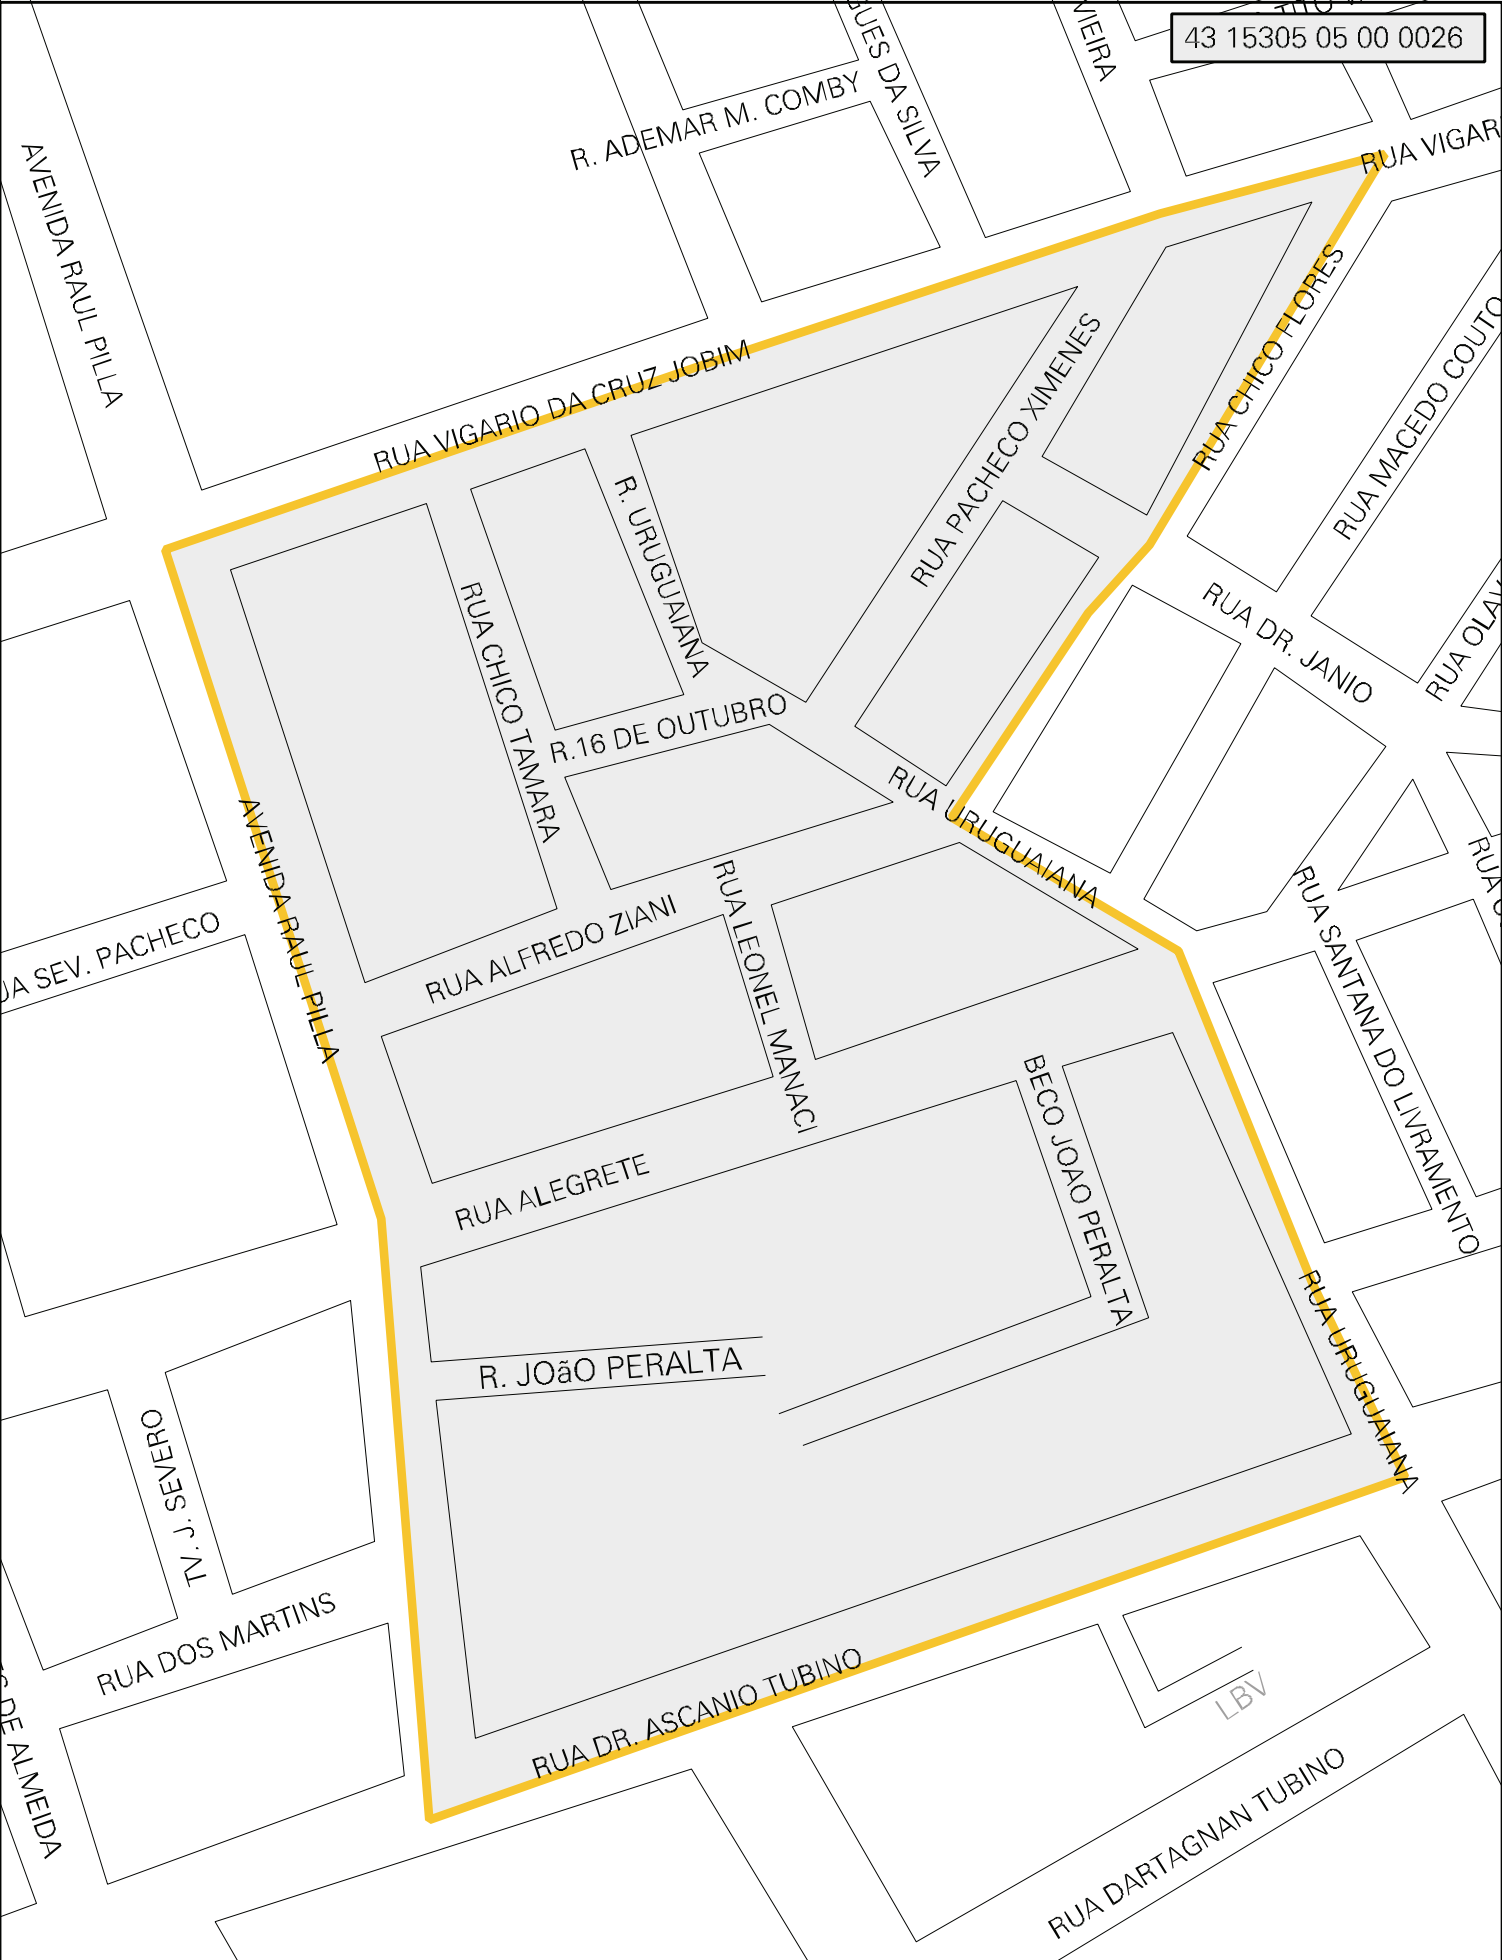 43 15305 05 00 0026
VIEIRA
R. ADEMAR M. COMBY
DA SILVA
RUA VIGAR
AVENIDA RAUL PILLA
RUA VIGARIO DA CRUZ JOBIM
RUA CHICO FLORES
RUA PACHECO XIMENES
RUA MACEDO COUTO
R. URUGUAIANA
RUA CHICO TAMARA
RUA DR. JANIO
RUA OLAV
R.16 DE OUTUBRO
RUA URUGUAIANA
AVENIDA RAUL PILLA
UA SEV. PACHECO
RUA ALFREDO ZIANI
RUA LEONEL MANACI
RUA SANTANA DO LIVRAMENTO
RUA
BECO JOAO PERALTA
RUA ALEGRETE
R. JOãO PERALTA
RUA URUGUAIANA
TV. J. SEVERO
RUA DOS MARTINS
RUA DR. ASCANIO TUBINO
DE ALMEIDA
LBV
RUA DARTAGNAN TUBINO